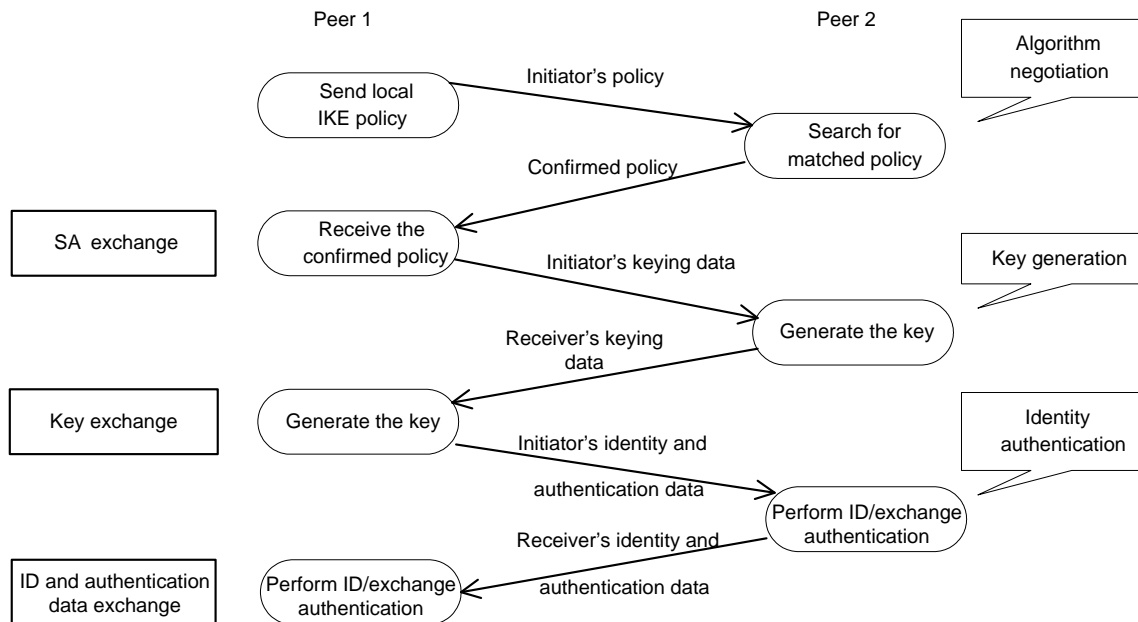 Peer 1
Peer 2
Algorithm
negotiation
Initiator's policy
Send local
IKE policy
Search for
matched policy
Confirmed policy
SA exchange
Receive the
confirmed policy
Initiator's keying data
Key generation
Generate the key
Receiver's keying
data
Key exchange
Generate the key
Identity
authentication
Initiator's identity and
authentication data
Perform ID/exchange
authentication
Receiver's identity and
authentication data
ID and authentication
data exchange
Perform ID/exchange
authentication